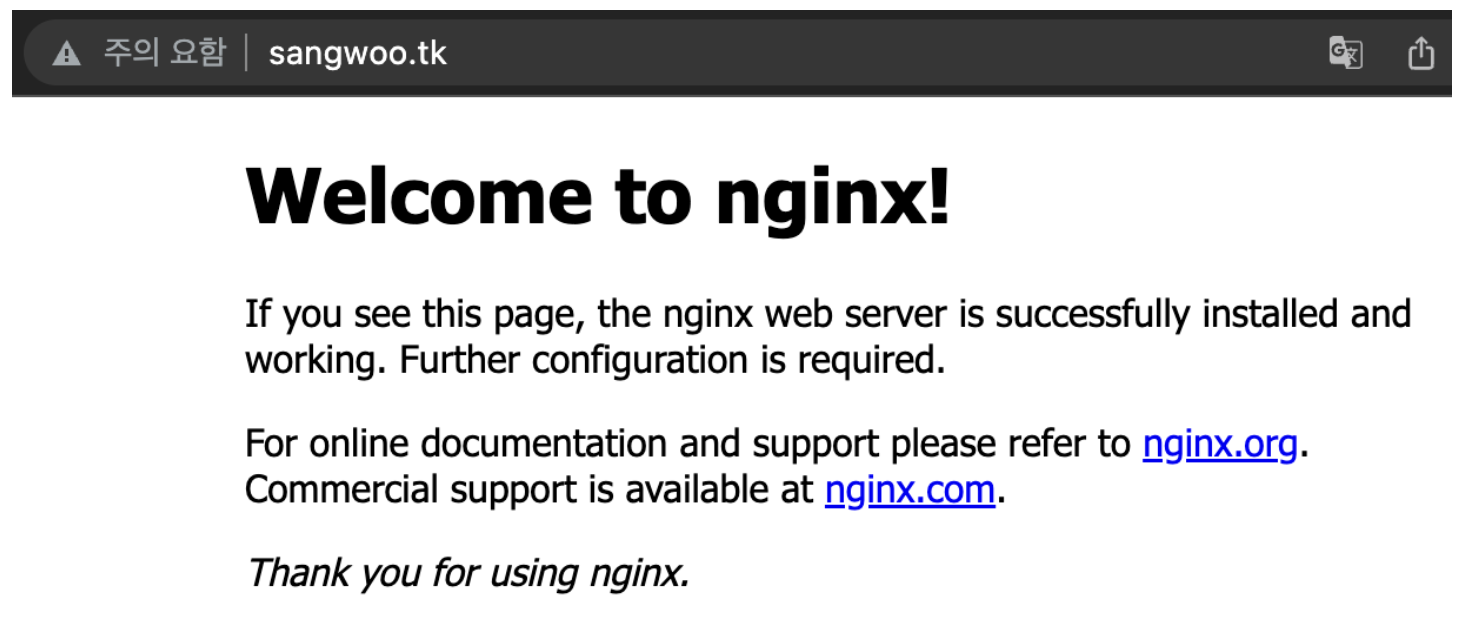 주의 요함 sangwoo.tk
Welcome to nginx!
If you see this page, the nginx web server is successfully installed and
working. Further configuration is required.
For online documentation and support please refer to nginx.org.
Commercial support is available at nginx.com.
Thank you for using nginx.